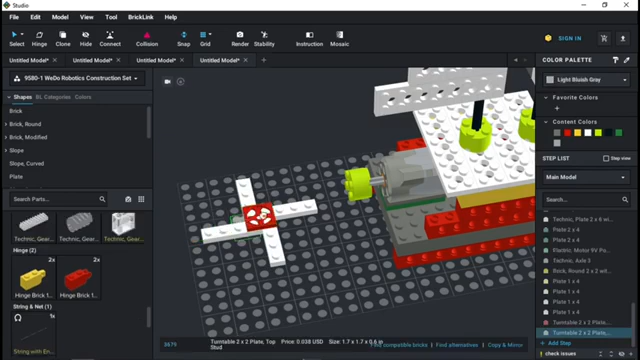 Studio
File Edit Model View Tool BrickLink Help
Select Hinge Clone Hide Connect Collision Snap Grid Render Stability Instruction Mosaic
SIGN IN
Untitled Model* Untitled Model* Untitled Model* Untitled Model*
9580-1 WeDo Robotics Construction Set
Shapes BL Categories Colors
Brick
Brick, Round
Brick, Modified
Slope
Slope, Curved
Plate
Search Parts...
Technic, Gear... Technic, Gear... Technic, Gear...
Hinge (2)
2x 2x
Hinge Brick 1... Hinge Brick 1...
String & Net (1)
String with En...
COLOR PALETTE
Light Bluish Gray
Favorite Colors
+
Content Colors
STEP LIST
Step view
Main Model
Search...
Technic, Plate 2 x 6 wi
Plate 2 x 4
Plate 2 x 4
Electric, Motor 9V Po
Technic, Axle 3
Brick, Round 2 x 2 wi
Plate 1 x 4
Plate 1 x 4
Plate 1 x 4
Plate 1 x 4
Turntable 2 x 2 Plate,...
Turntable 2 x 2 Plate,...
+ Add Step
check issues
3679 Turntable 2 x 2 Plate, Top Price: 0.038 USD Size: 1.7 x 1.7 x 0.6 in
Stud
Find compatible bricks Find alternatives Copy & Mirror